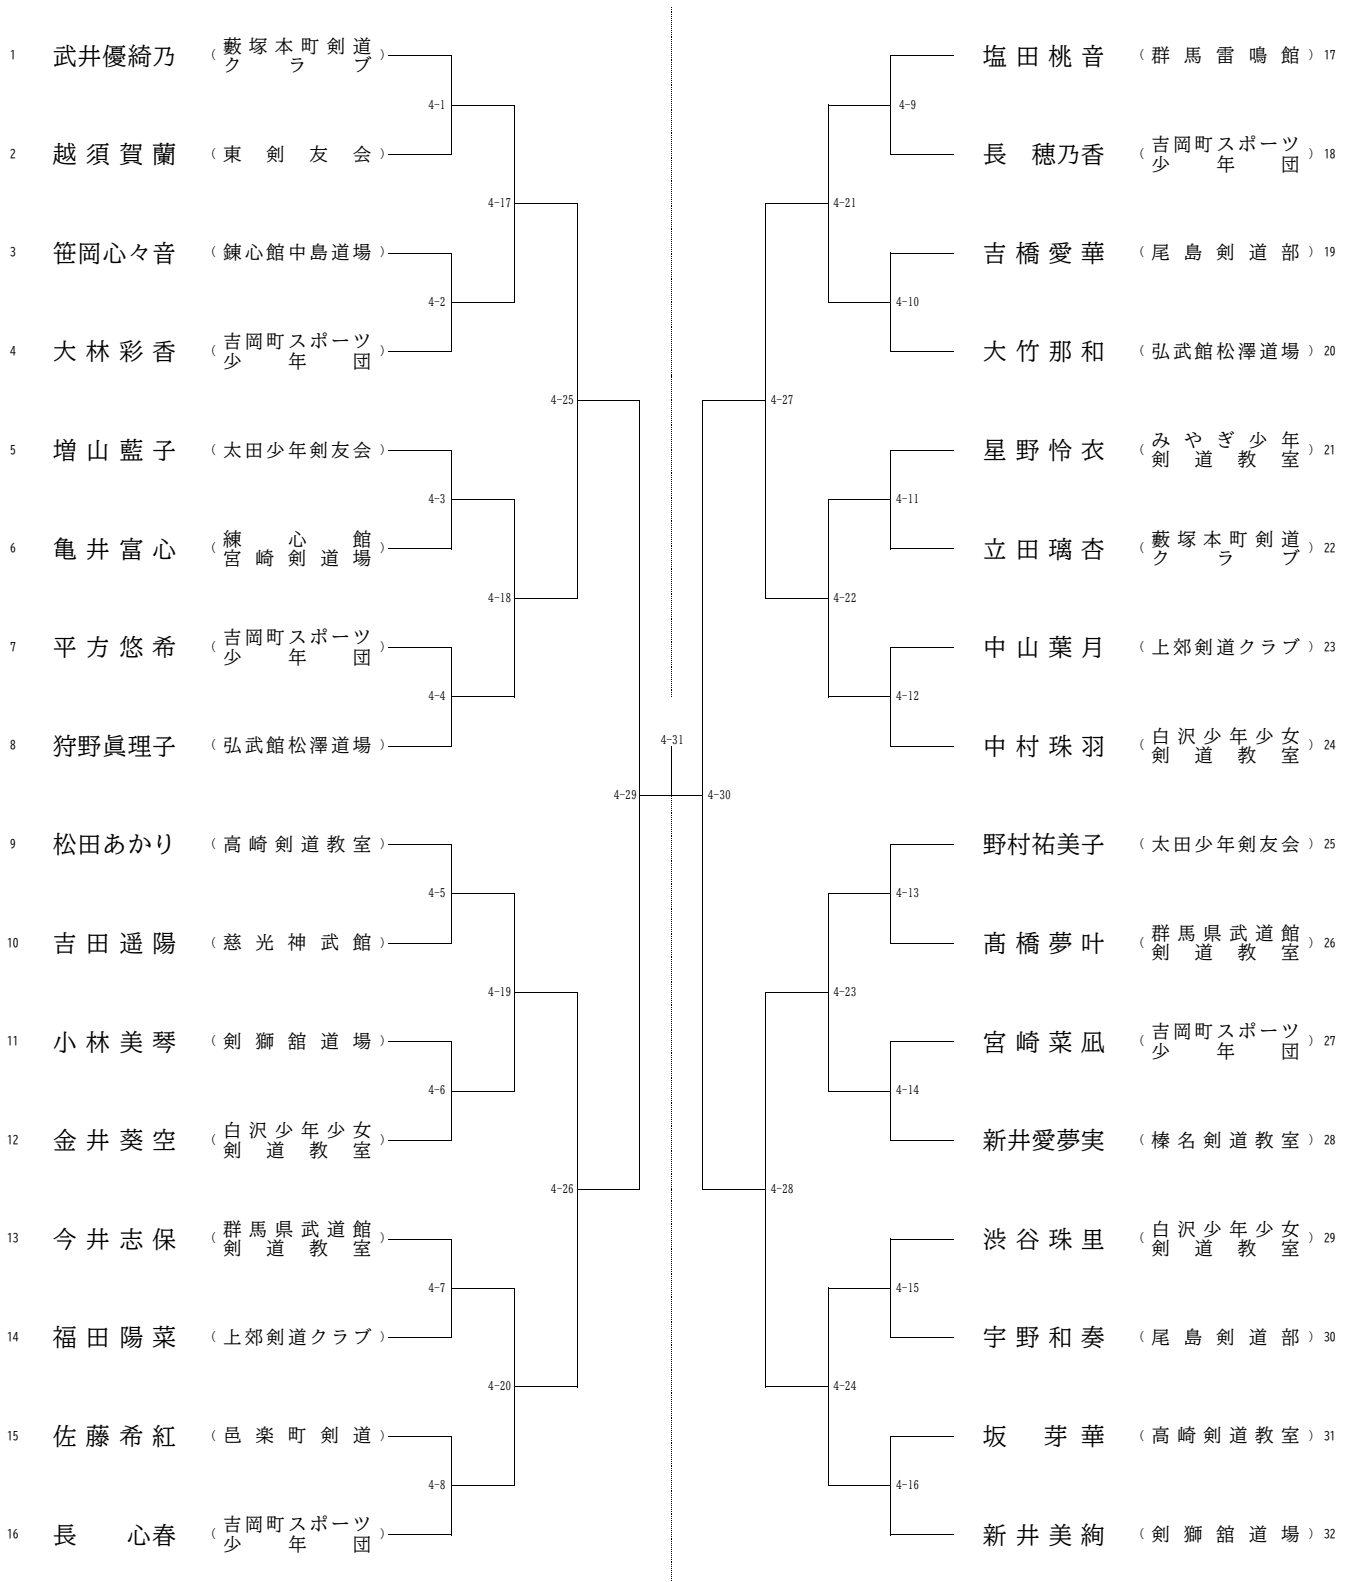 1 武井優綺乃 (藪塚本町剣道クラブ)
4-1
2 越須賀蘭 (東剣友会)
4-17
3 笹岡心々音 (錬心館中島道場)
4-2
4 大林彩香 (吉岡町スポーツ少年団)
4-25
5 増山藍子 (太田少年剣友会)
4-3
6 亀井富心 (練心館宮崎剣道場)
4-18
7 平方悠希 (吉岡町スポーツ少年団)
4-4
8 狩野眞理子 (弘武館松澤道場)
4-29
9 松田あかり (高崎剣道教室)
4-5
10 吉田遥陽 (慈光神武館)
4-19
11 小林美琴 (剣獅舘道場)
4-6
12 金井葵空 (白沢少年少女剣道教室)
4-26
13 今井志保 (群馬県武道館剣道教室)
4-7
14 福田陽菜 (上郊剣道クラブ)
4-20
15 佐藤希紅 (邑楽町剣道)
4-8
16 長 心春 (吉岡町スポーツ少年団)
4-31
塩田桃音 (群馬雷鳴館) 17
4-9
長 穂乃香 (吉岡町スポーツ少年団) 18
4-21
吉橋愛華 (尾島剣道部) 19
4-10
大竹那和 (弘武館松澤道場) 20
4-27
星野怜衣 (みやぎ少年剣道教室) 21
4-11
立田璃杏 (藪塚本町剣道クラブ) 22
4-22
中山葉月 (上郊剣道クラブ) 23
4-12
中村珠羽 (白沢少年少女剣道教室) 24
4-30
野村祐美子 (太田少年剣友会) 25
4-13
髙橋夢叶 (群馬県武道館剣道教室) 26
4-23
宮崎菜凪 (吉岡町スポーツ少年団) 27
4-14
新井愛夢実 (榛名剣道教室) 28
4-28
渋谷珠里 (白沢少年少女剣道教室) 29
4-15
宇野和奏 (尾島剣道部) 30
4-24
坂 芽華 (高崎剣道教室) 31
4-16
新井美絢 (剣獅舘道場) 32